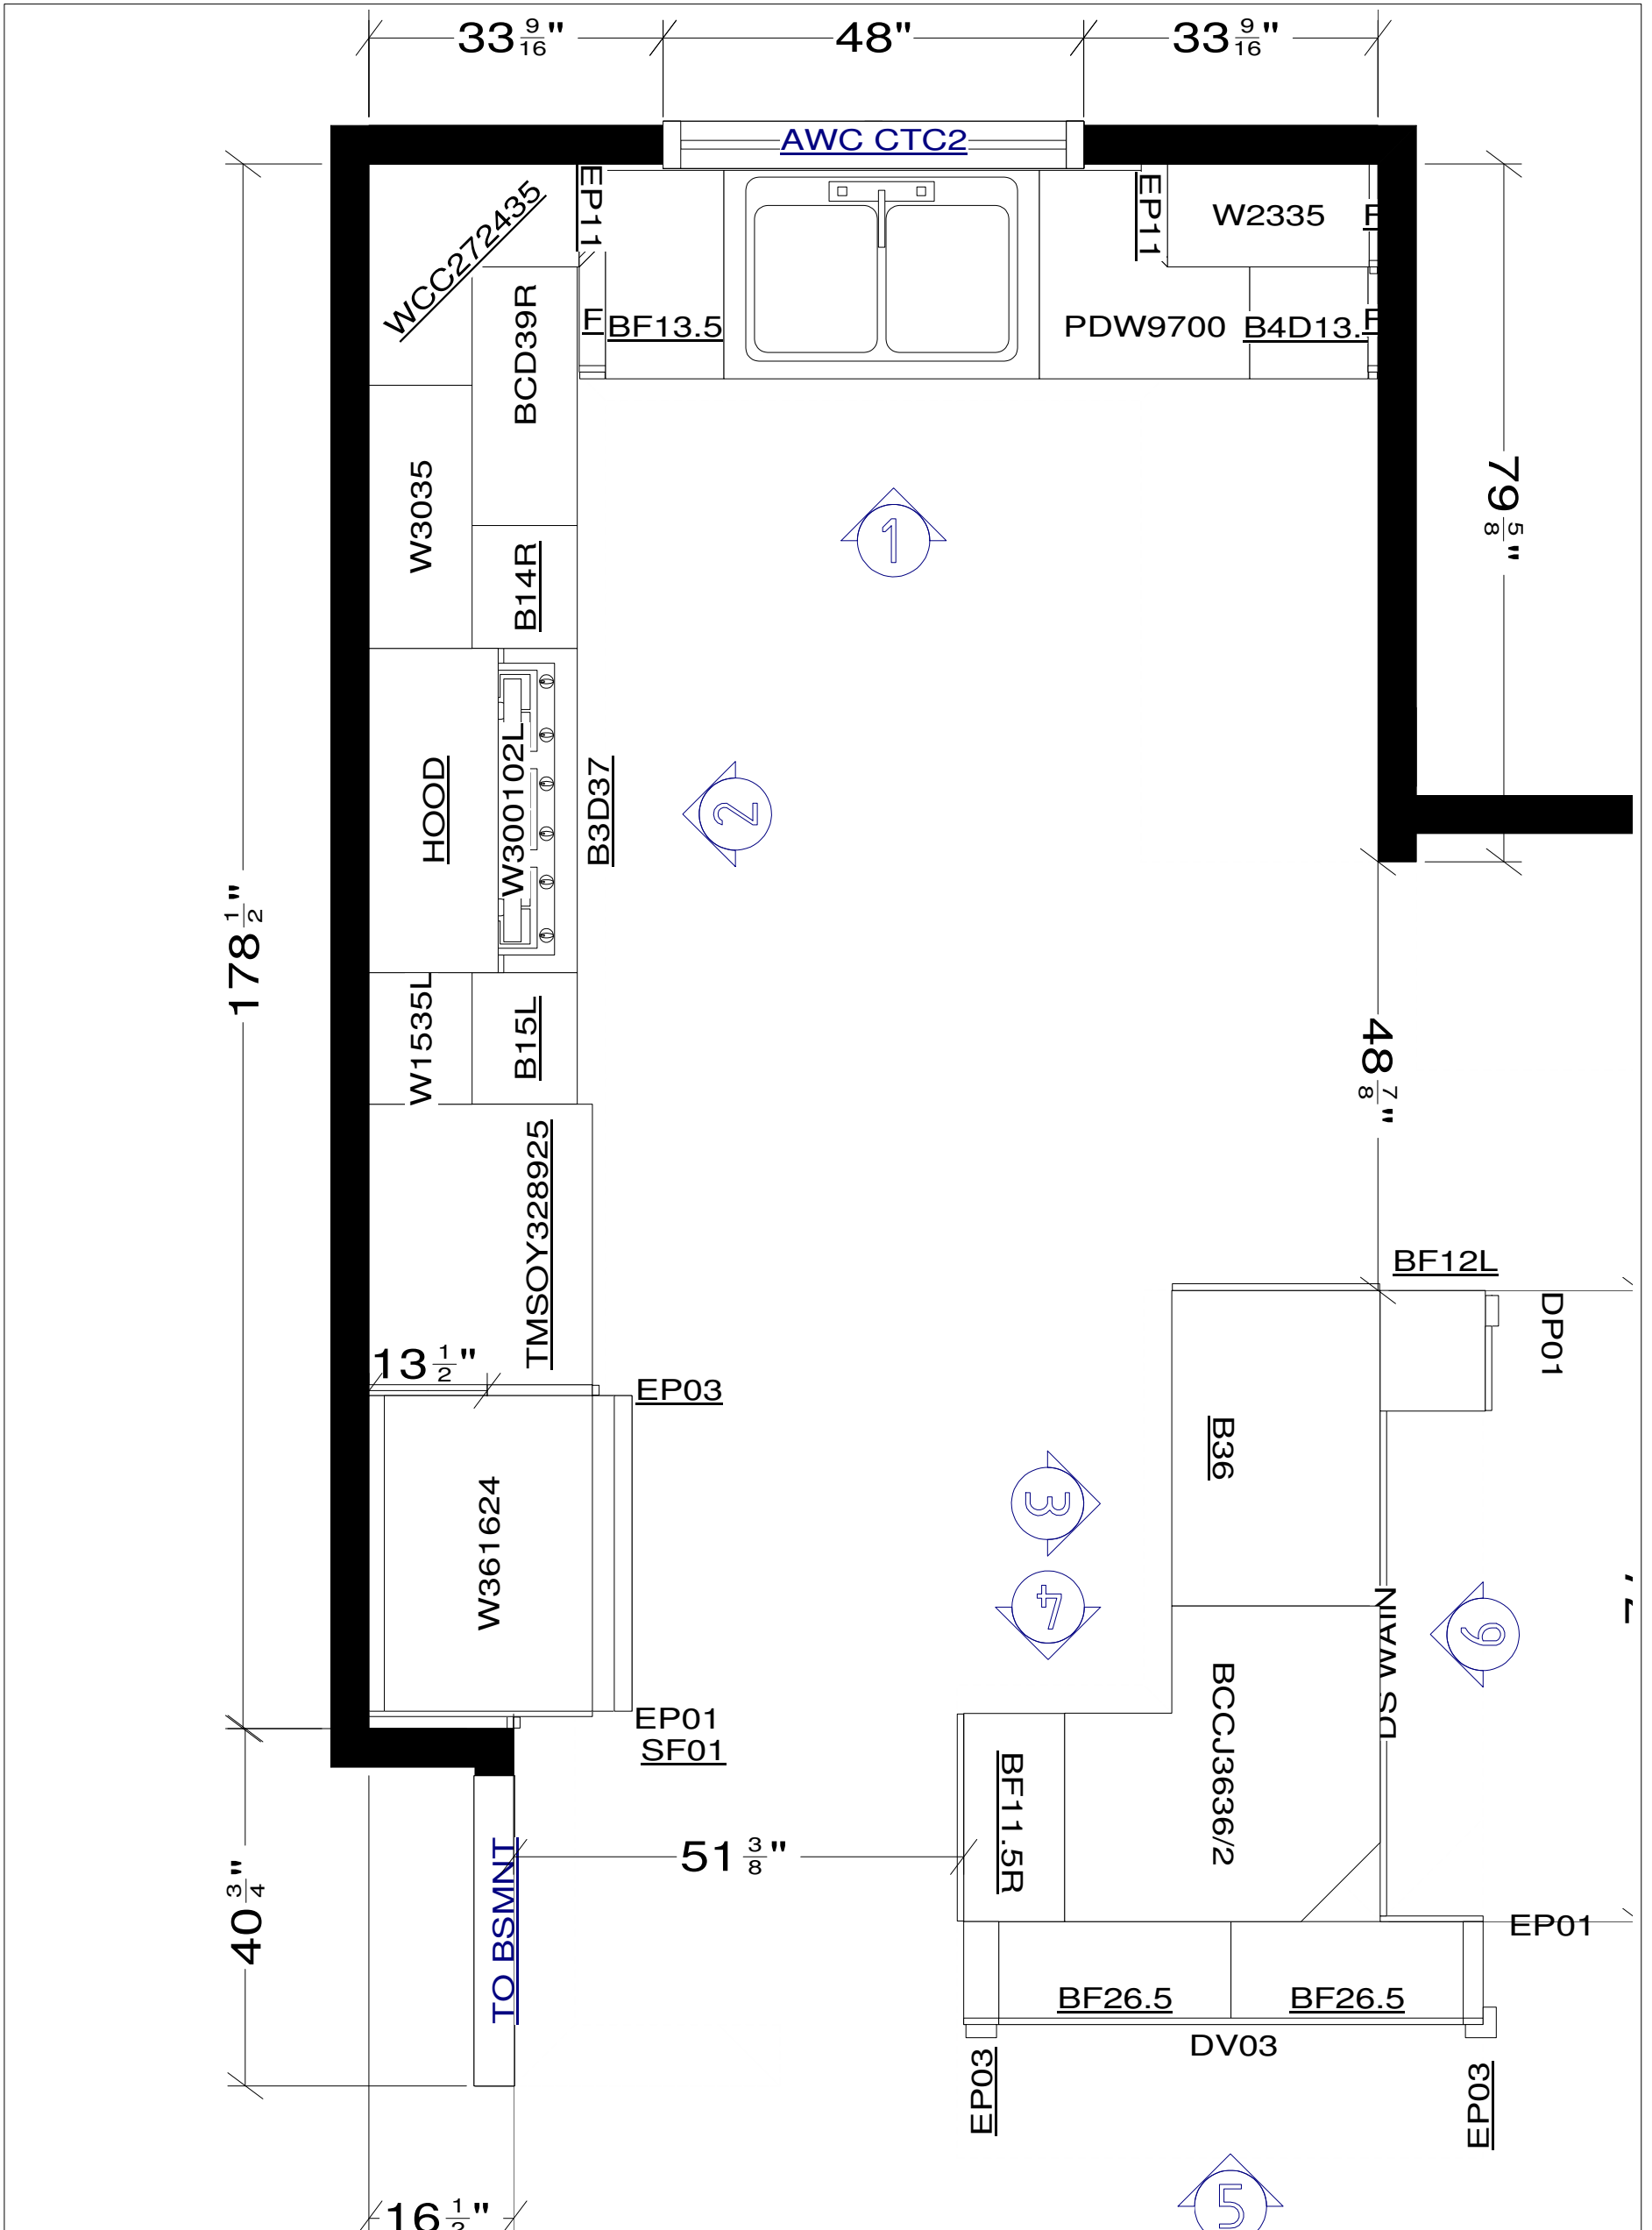 33 9/16"
48"
33 9/16"
AWC CTC2
EP11
EP11
W2335
F
WCC272435
BCD39R
F
BF13.5
PDW9700
B4D13.
F
79 5/8"
W3035
B14R
1
HOOD
W300102L
B3D37
2
178 1/2"
W1535L
B15L
48 7/8"
TMSOY328925
BF12L
DP01
13 1/2"
EP03
B36
W361624
3
4
6
DS WAIN
BCCJ3636/2
EP01
SF01
BF11.5R
51 3/8"
40 3/4"
TO BSMNT
EP01
BF26.5
BF26.5
DV03
EP03
EP03
5
16 1/2"